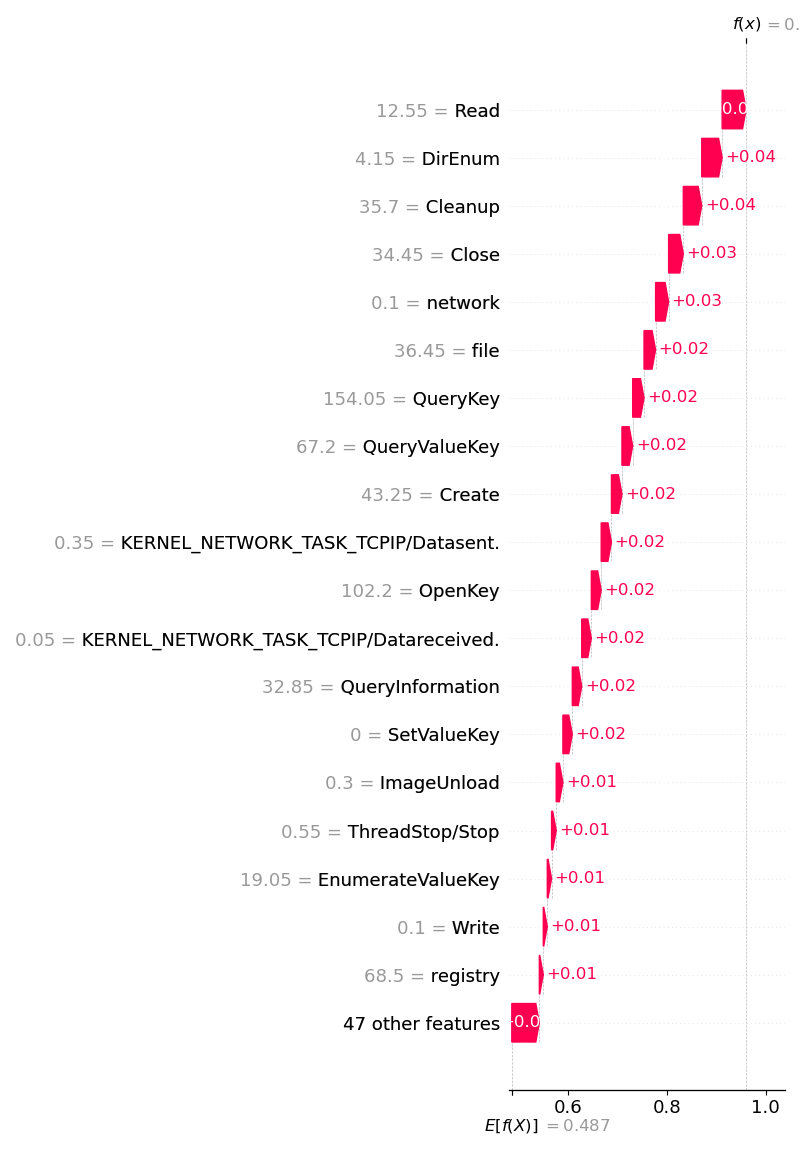 f(x) = 0.
12.55 = Read
4.15 = DirEnum +0.04
35.7 = Cleanup +0.04
34.45 = Close +0.03
0.1 = network +0.03
36.45 = file +0.02
154.05 = QueryKey +0.02
67.2 = QueryValueKey +0.02
43.25 = Create +0.02
0.35 = KERNEL_NETWORK_TASK_TCPIP/Datasent. +0.02
102.2 = OpenKey +0.02
0.05 = KERNEL_NETWORK_TASK_TCPIP/Datareceived. +0.02
32.85 = QueryInformation +0.02
0 = SetValueKey +0.02
0.3 = ImageUnload +0.01
0.55 = ThreadStop/Stop +0.01
19.05 = EnumerateValueKey +0.01
0.1 = Write +0.01
68.5 = registry +0.01
47 other features
0.6 0.8 1.0
E[f(X)] = 0.487